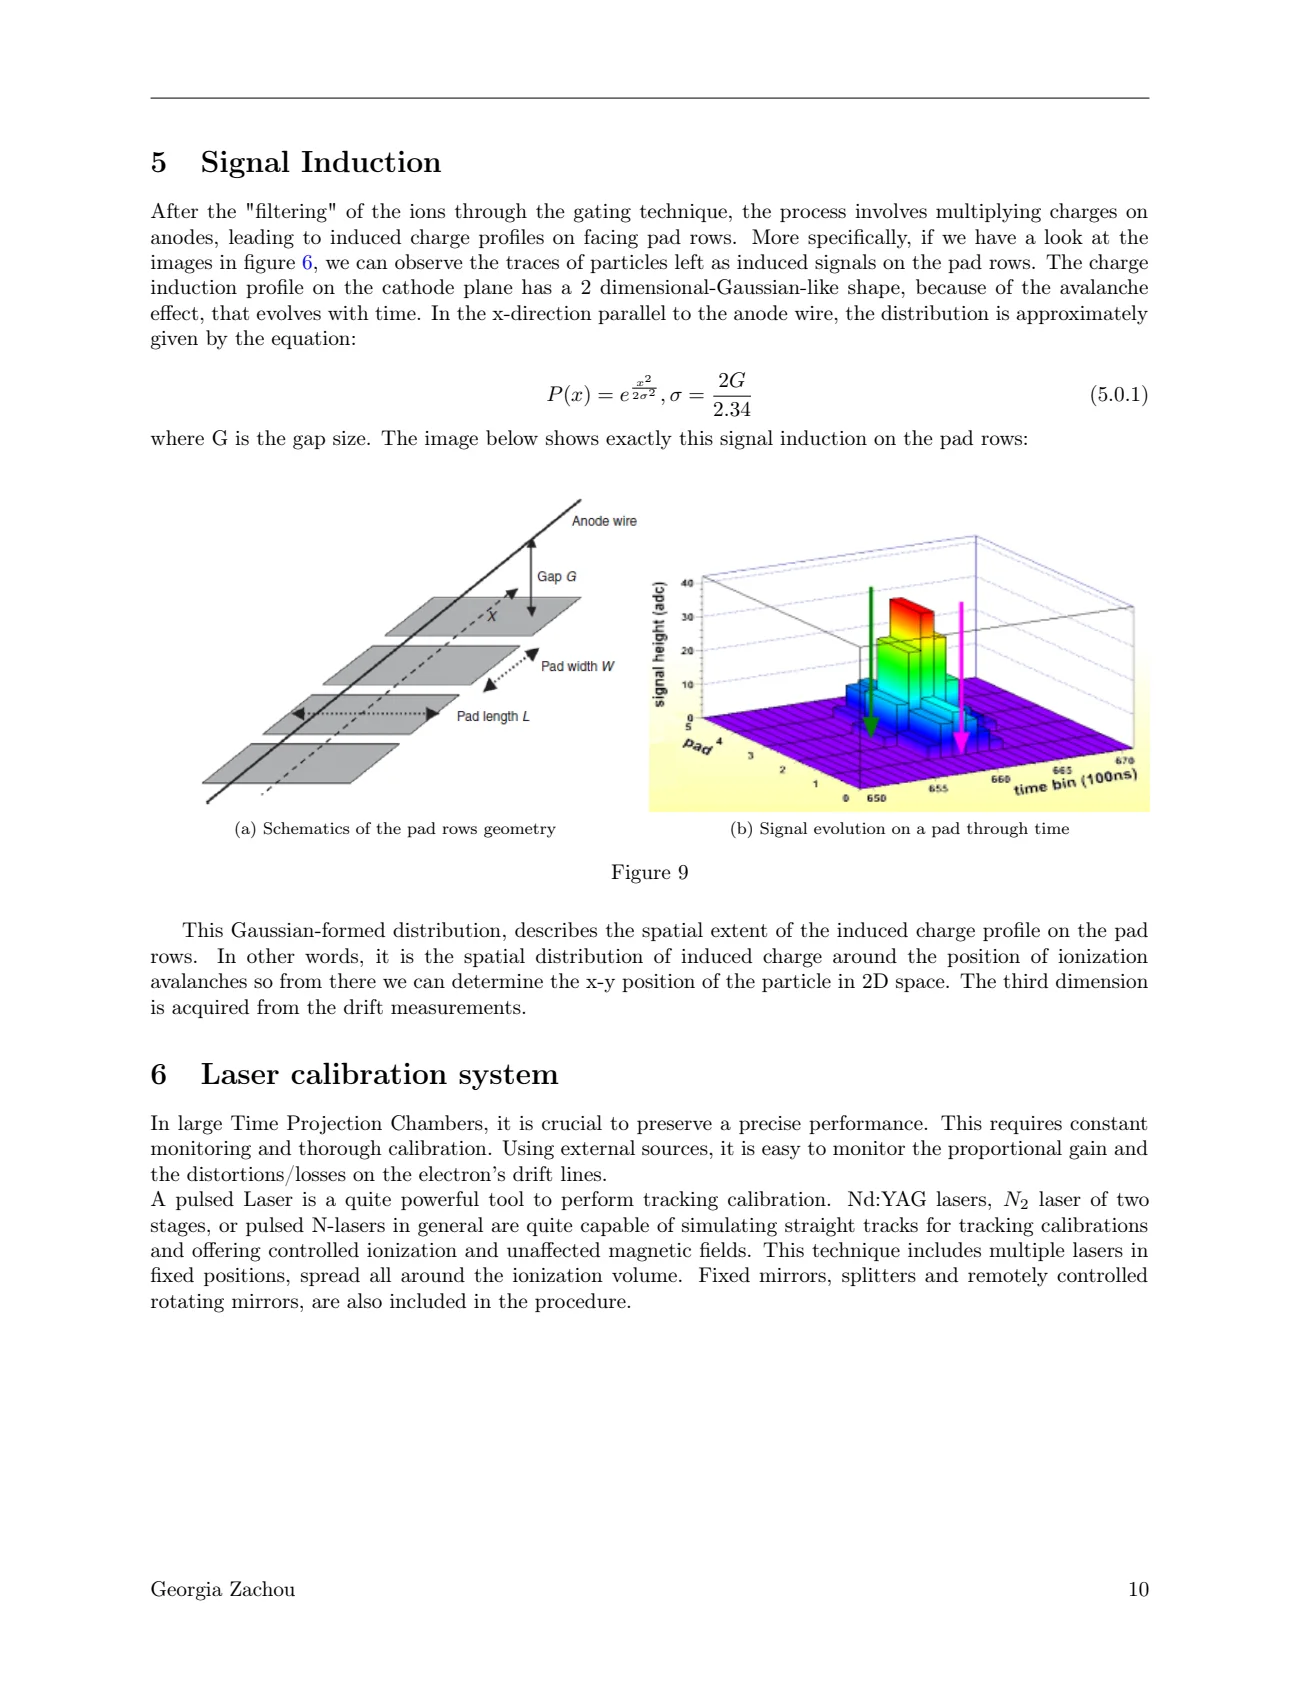 5 Signal Induction
After the "filtering" of the ions through the gating technique, the process involves multiplying charges on
anodes, leading to induced charge profiles on facing pad rows. More specifically, if we have a look at the
images in figure 6, we can observe the traces of particles left as induced signals on the pad rows. The charge
induction profile on the cathode plane has a 2 dimensional-Gaussian-like shape, because of the avalanche
effect, that evolves with time. In the x-direction parallel to the anode wire, the distribution is approximately
given by the equation:
P(x) = e^{\frac{x^2}{2σ^2}}, σ = \frac{2G}{2.34} (5.0.1)
where G is the gap size. The image below shows exactly this signal induction on the pad rows:
Anode wire
Gap G
x
Pad width W
Pad length L
signal height (adc)
40
30
20
10
0
5
4
3
2
1
0
pad
650
655
660
665
670
time bin (100ns)
(a) Schematics of the pad rows geometry
(b) Signal evolution on a pad through time
Figure 9
This Gaussian-formed distribution, describes the spatial extent of the induced charge profile on the pad
rows. In other words, it is the spatial distribution of induced charge around the position of ionization
avalanches so from there we can determine the x-y position of the particle in 2D space. The third dimension
is acquired from the drift measurements.
6 Laser calibration system
In large Time Projection Chambers, it is crucial to preserve a precise performance. This requires constant
monitoring and thorough calibration. Using external sources, it is easy to monitor the proportional gain and
the distortions/losses on the electron's drift lines.
A pulsed Laser is a quite powerful tool to perform tracking calibration. Nd:YAG lasers, N₂ laser of two
stages, or pulsed N-lasers in general are quite capable of simulating straight tracks for tracking calibrations
and offering controlled ionization and unaffected magnetic fields. This technique includes multiple lasers in
fixed positions, spread all around the ionization volume. Fixed mirrors, splitters and remotely controlled
rotating mirrors, are also included in the procedure.
Georgia Zachou
10